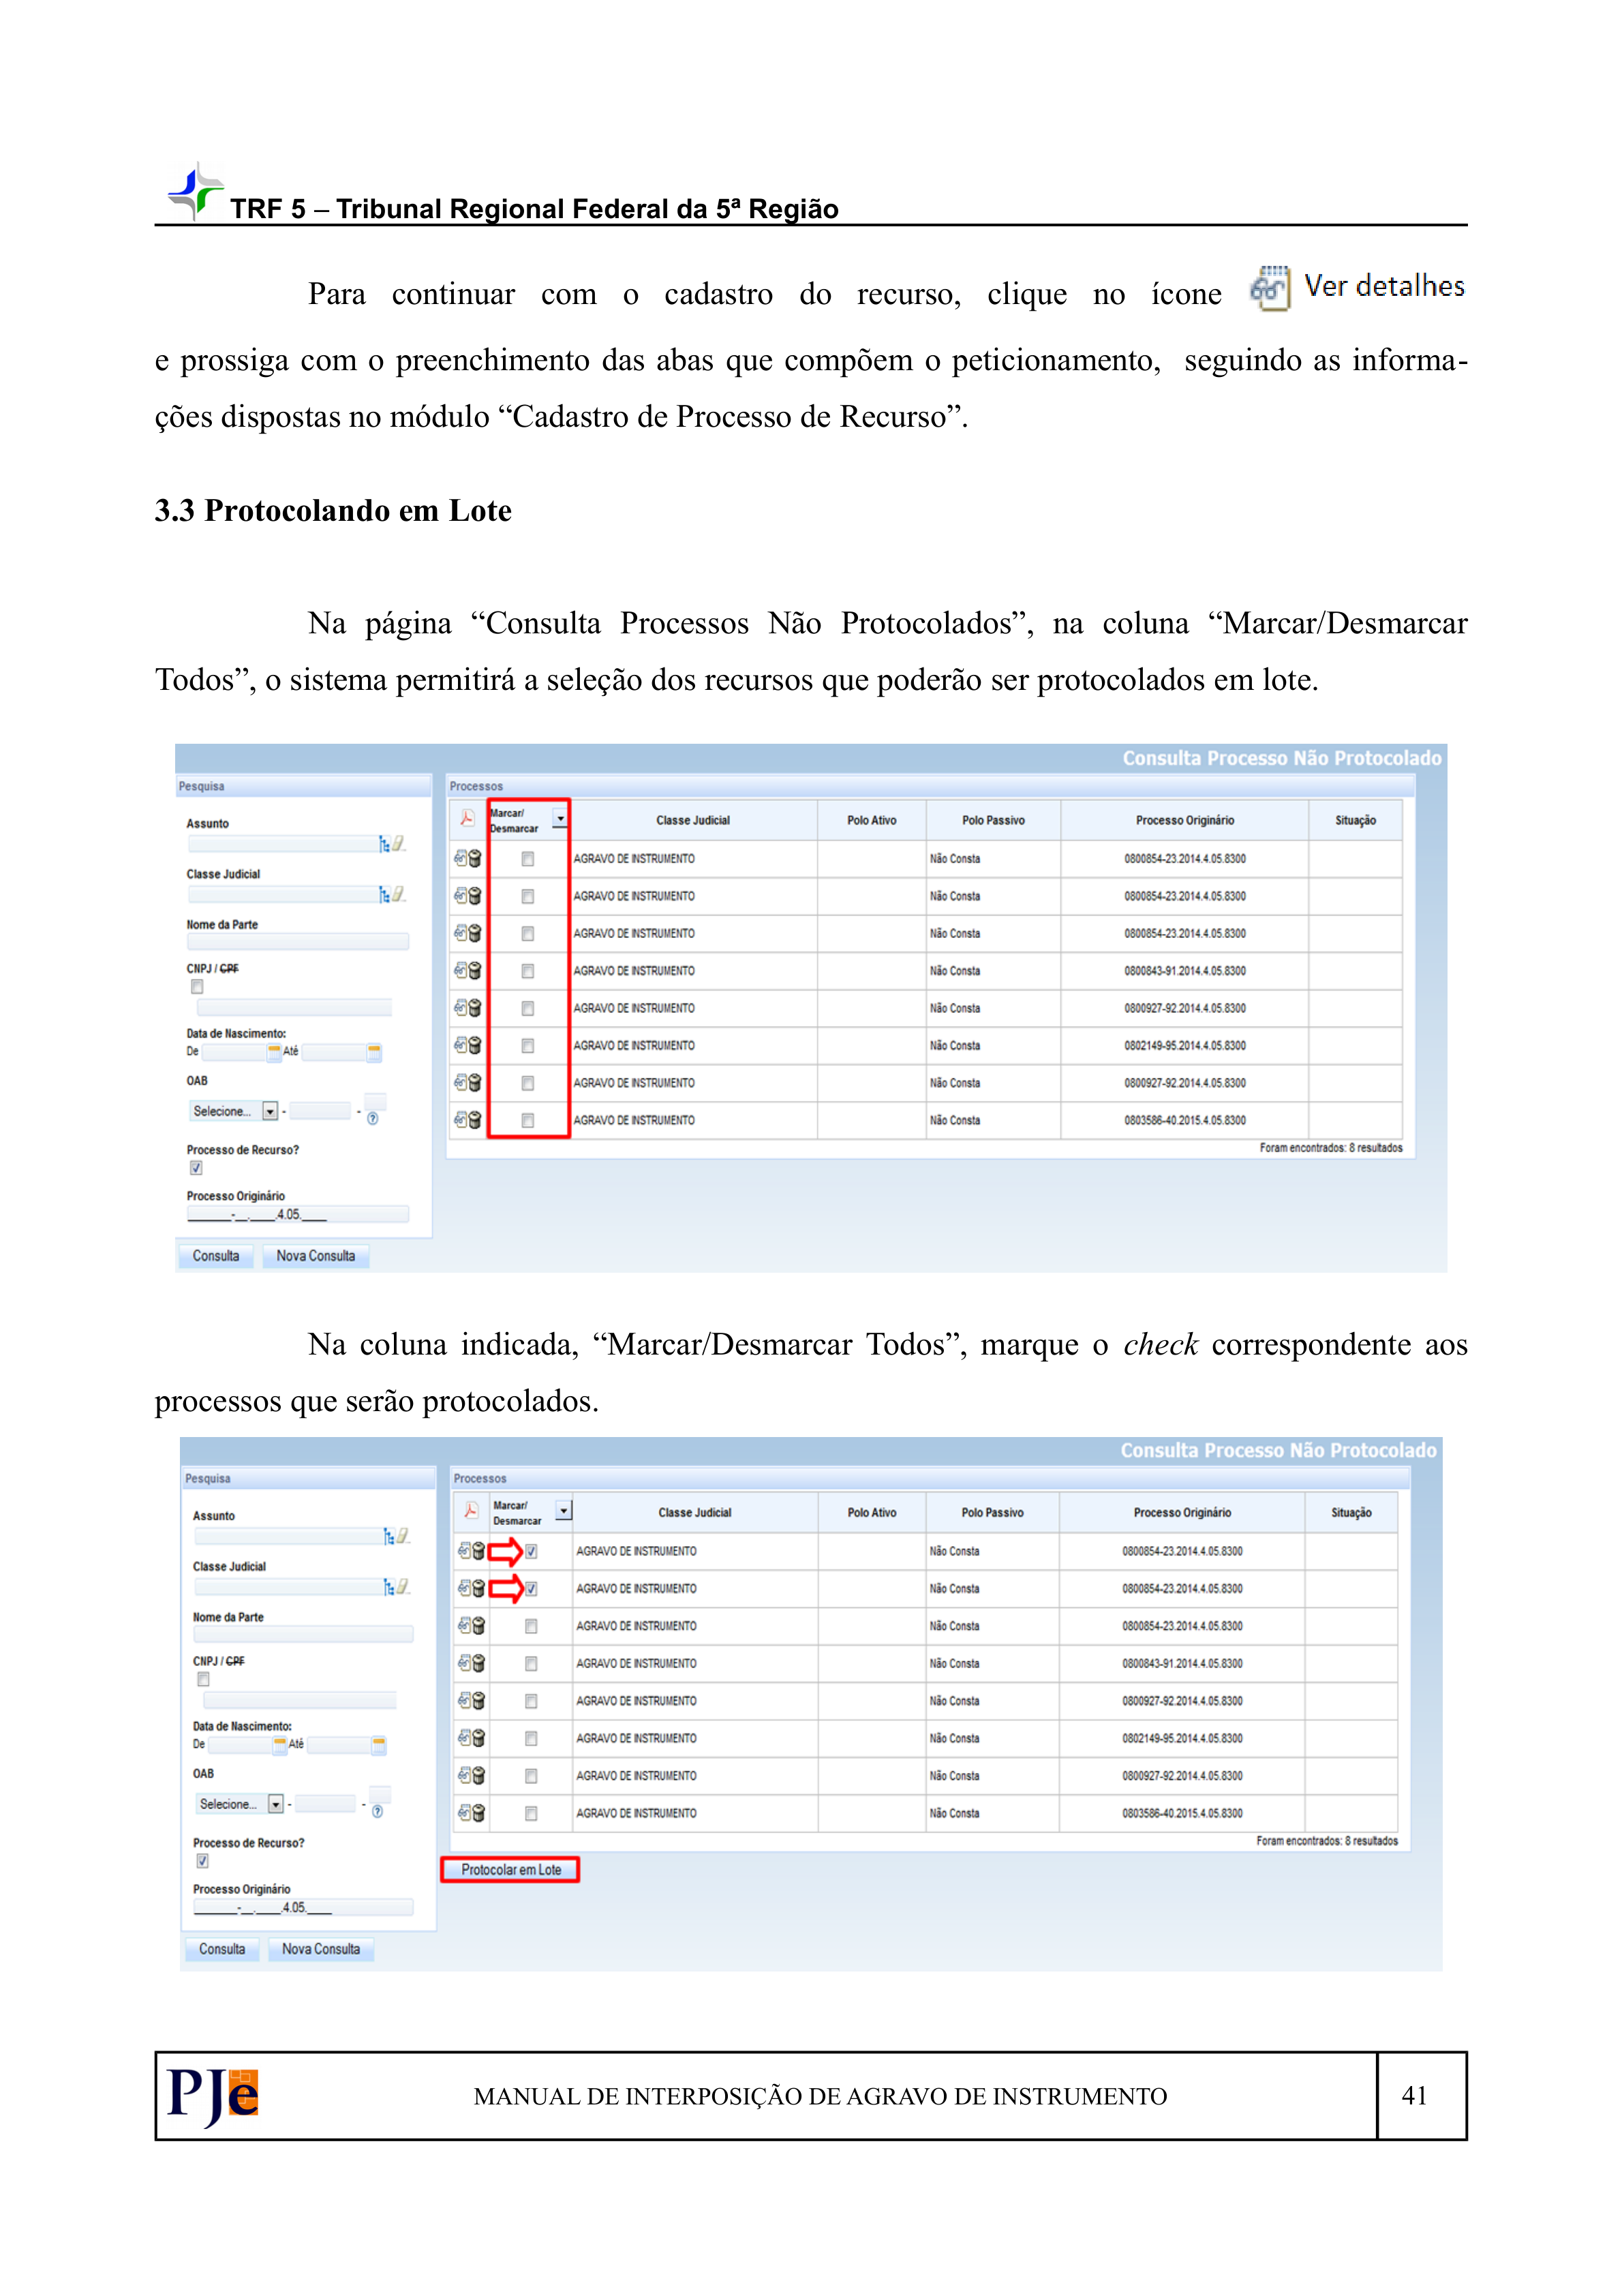 TRF 5 – Tribunal Regional Federal da 5ª Região
Para continuar com o cadastro do recurso, clique no ícone Ver detalhes
e prossiga com o preenchimento das abas que compõem o peticionamento, seguindo as informa-
ções dispostas no módulo “Cadastro de Processo de Recurso”.
3.3 Protocolando em Lote
Na página “Consulta Processos Não Protocolados”, na coluna “Marcar/Desmarcar
Todos”, o sistema permitirá a seleção dos recursos que poderão ser protocolados em lote.
Consulta Processo Não Protocolado
Pesquisa
Assunto
Classe Judicial
Nome da Parte
CNPJ / CPF
Data de Nascimento:
De Até
OAB
Selecione... - -
Processo de Recurso?
Processo Originário
_______-__.____.4.05.____
Consulta Nova Consulta
Processos
Marcar/
Desmarcar Classe Judicial Polo Ativo Polo Passivo Processo Originário Situação
AGRAVO DE INSTRUMENTO Não Consta 0800854-23.2014.4.05.8300
AGRAVO DE INSTRUMENTO Não Consta 0800854-23.2014.4.05.8300
AGRAVO DE INSTRUMENTO Não Consta 0800854-23.2014.4.05.8300
AGRAVO DE INSTRUMENTO Não Consta 0800843-91.2014.4.05.8300
AGRAVO DE INSTRUMENTO Não Consta 0800927-92.2014.4.05.8300
AGRAVO DE INSTRUMENTO Não Consta 0802149-95.2014.4.05.8300
AGRAVO DE INSTRUMENTO Não Consta 0800927-92.2014.4.05.8300
AGRAVO DE INSTRUMENTO Não Consta 0803586-40.2015.4.05.8300
Foram encontrados: 8 resultados
Na coluna indicada, “Marcar/Desmarcar Todos”, marque o check correspondente aos
processos que serão protocolados.
Consulta Processo Não Protocolado
Pesquisa
Assunto
Classe Judicial
Nome da Parte
CNPJ / CPF
Data de Nascimento:
De Até
OAB
Selecione... - -
Processo de Recurso?
Processo Originário
_______-__.____.4.05.____
Consulta Nova Consulta
Processos
Marcar/
Desmarcar Classe Judicial Polo Ativo Polo Passivo Processo Originário Situação
AGRAVO DE INSTRUMENTO Não Consta 0800854-23.2014.4.05.8300
AGRAVO DE INSTRUMENTO Não Consta 0800854-23.2014.4.05.8300
AGRAVO DE INSTRUMENTO Não Consta 0800854-23.2014.4.05.8300
AGRAVO DE INSTRUMENTO Não Consta 0800843-91.2014.4.05.8300
AGRAVO DE INSTRUMENTO Não Consta 0800927-92.2014.4.05.8300
AGRAVO DE INSTRUMENTO Não Consta 0802149-95.2014.4.05.8300
AGRAVO DE INSTRUMENTO Não Consta 0800927-92.2014.4.05.8300
AGRAVO DE INSTRUMENTO Não Consta 0803586-40.2015.4.05.8300
Foram encontrados: 8 resultados
Protocolar em Lote
PJe MANUAL DE INTERPOSIÇÃO DE AGRAVO DE INSTRUMENTO 41